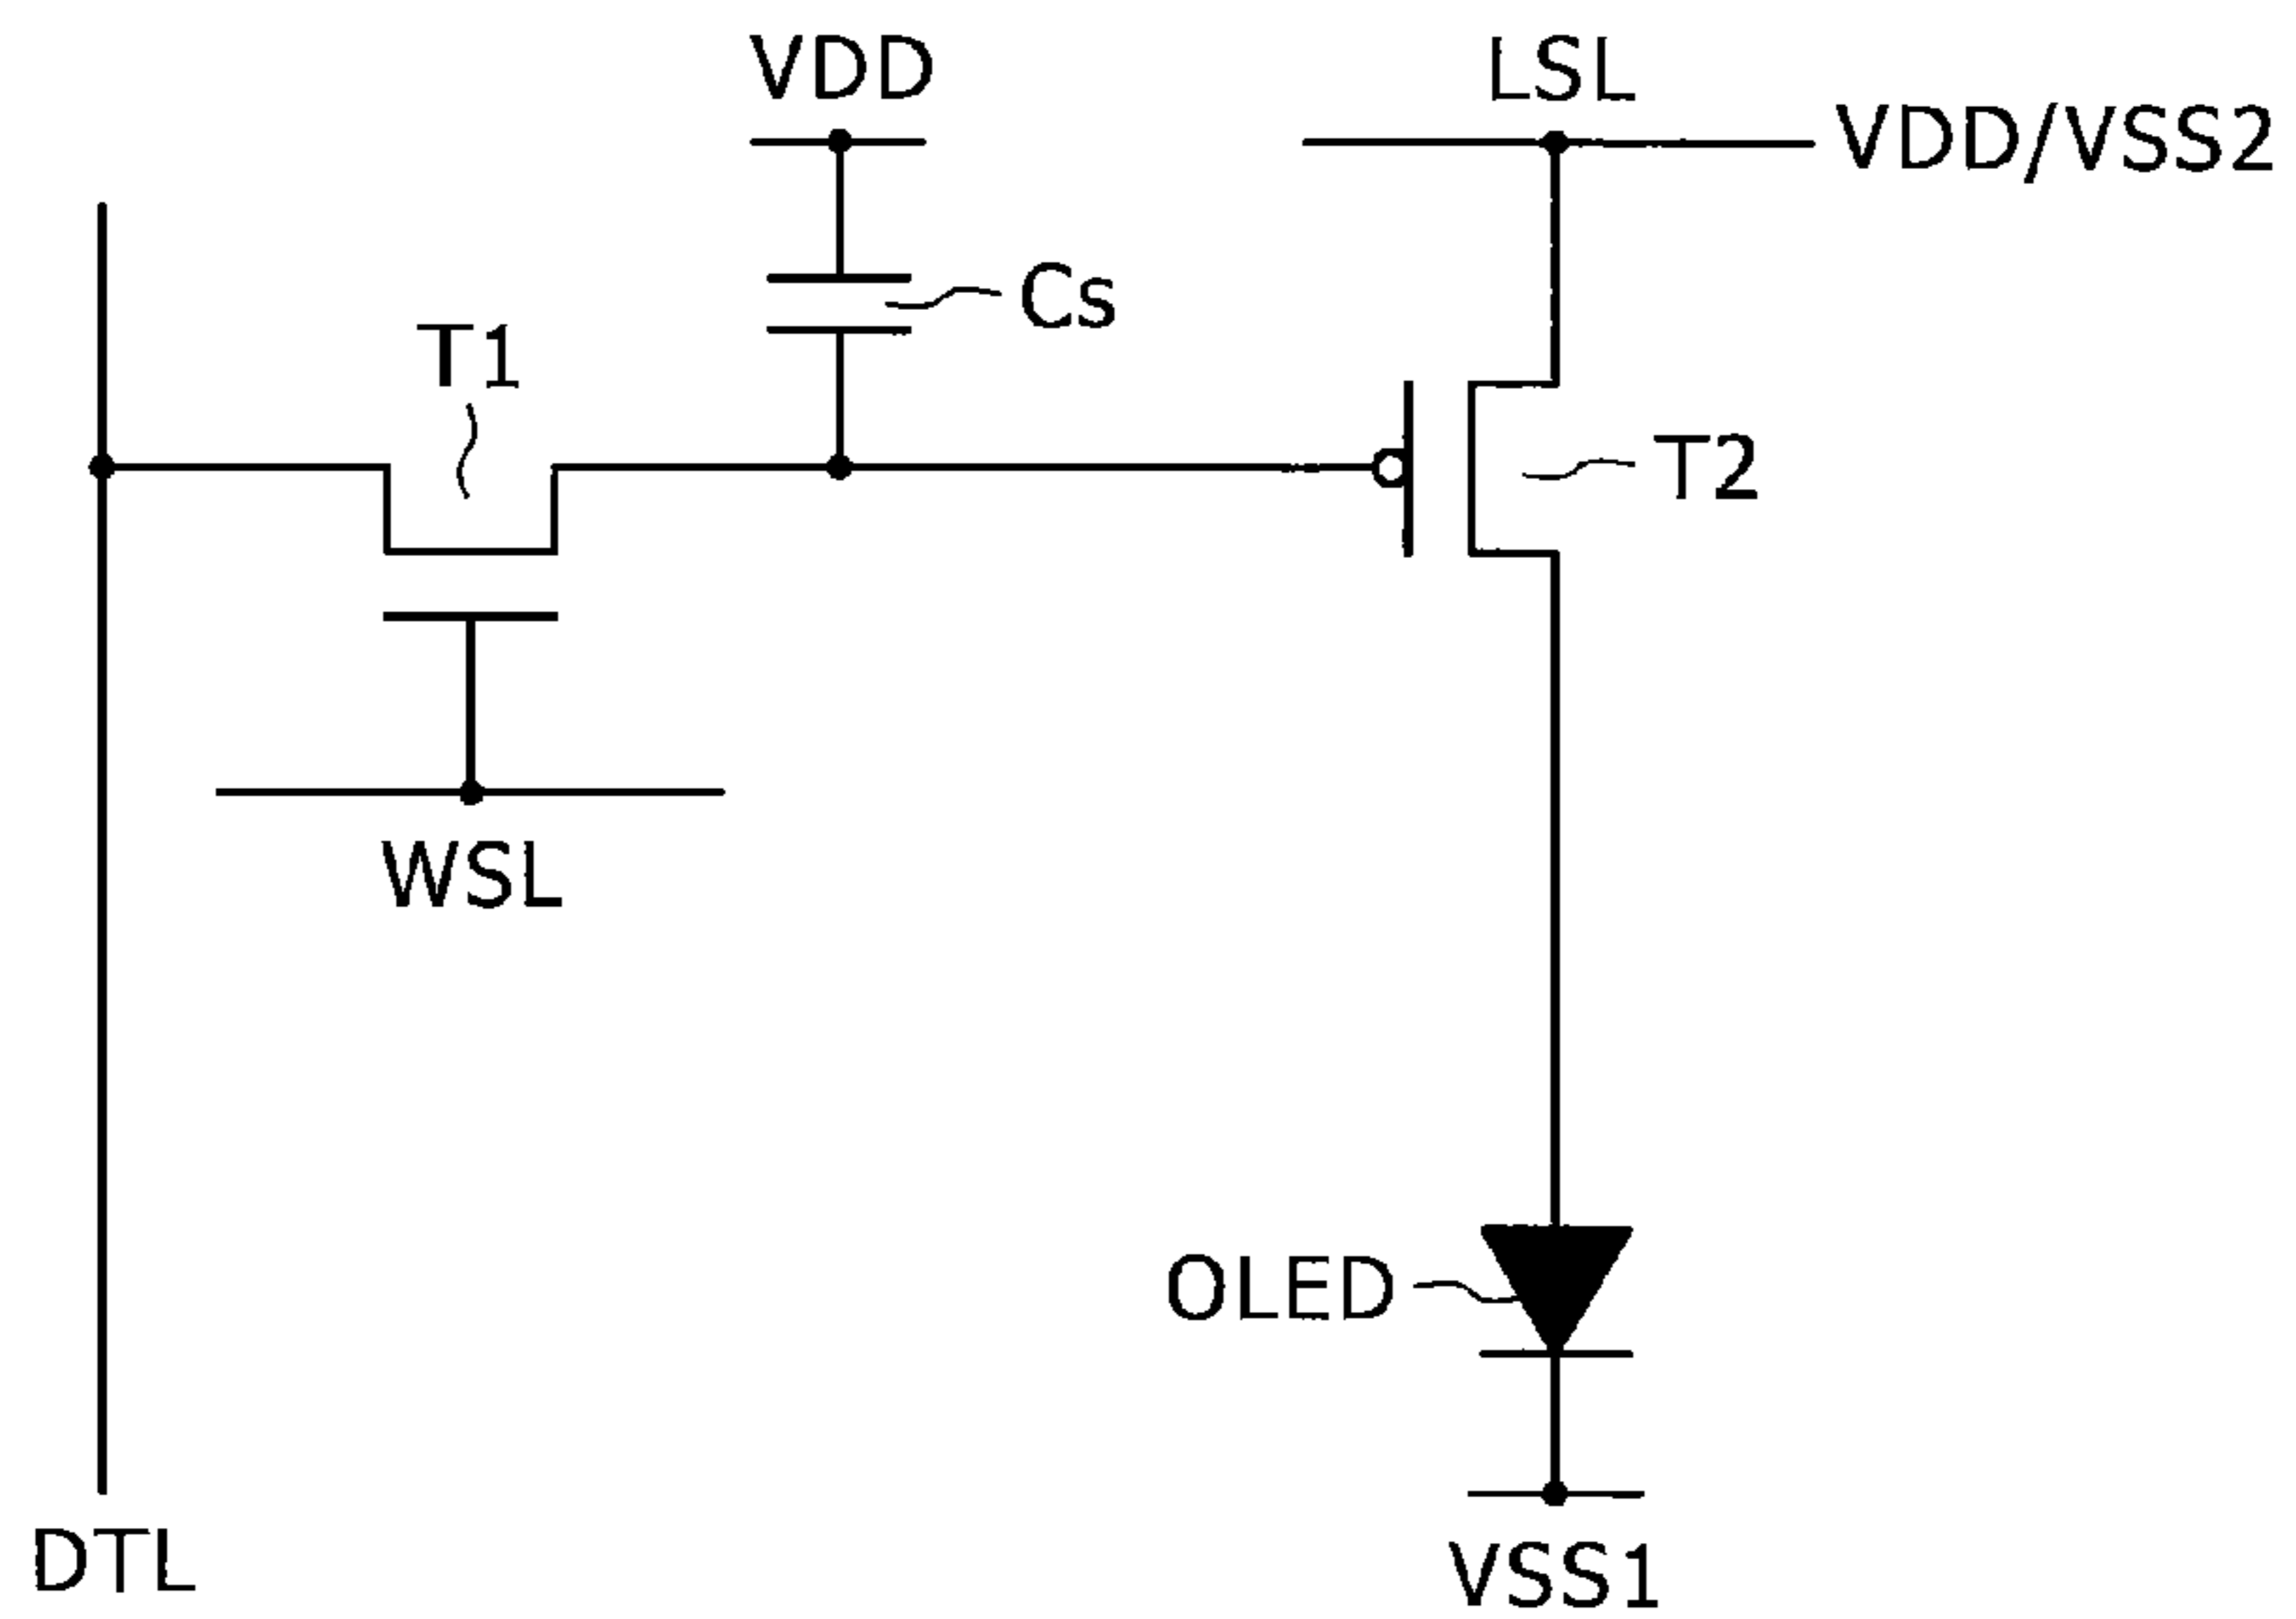 VDD
LSL
VDD/VSS2
Cs
T1
T2
WSL
OLED
DTL
VSS1